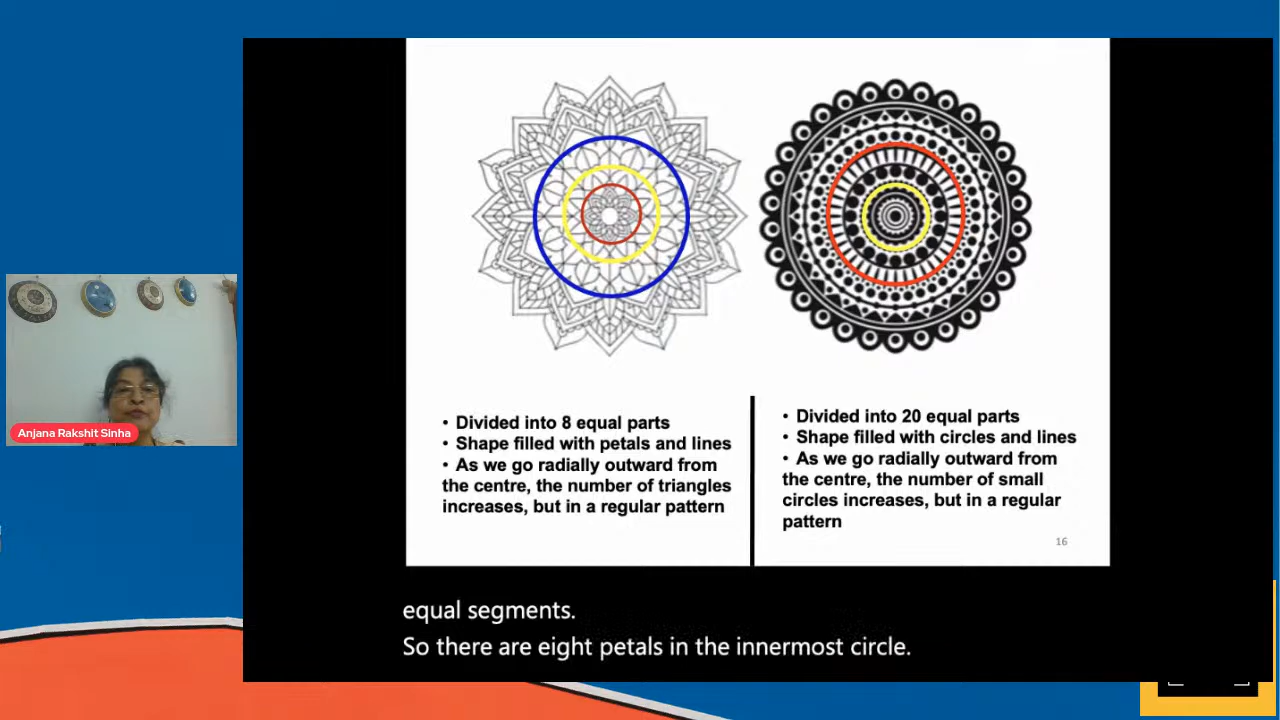 Anjana Rakshit Sinha
• Divided into 8 equal parts
• Shape filled with petals and lines
• As we go radially outward from
the centre, the number of triangles
increases, but in a regular pattern
• Divided into 20 equal parts
• Shape filled with circles and lines
• As we go radially outward from
the centre, the number of small
circles increases, but in a regular
pattern
16
equal segments.
So there are eight petals in the innermost circle.